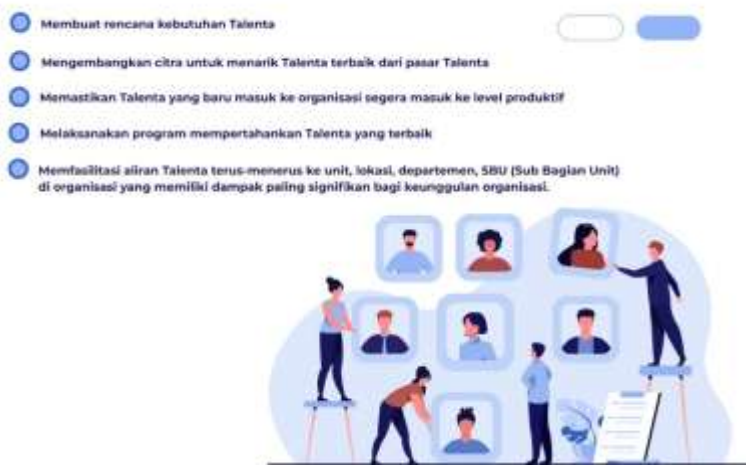 Membuat rencana kebutuhan Talenta
Mengembangkan citra untuk menarik Talenta terbaik dari pasar Talenta
Memastikan Talenta yang baru masuk ke organisasi segera masuk ke level produktif
Melaksanakan program mempertahankan Talenta yang terbaik
Memfasilitasi aliran Talenta terus-menerus ke unit, lokasi, departemen, SBU (Sub Bagian Unit)
di organisasi yang memiliki dampak paling signifikan bagi keunggulan organisasi.